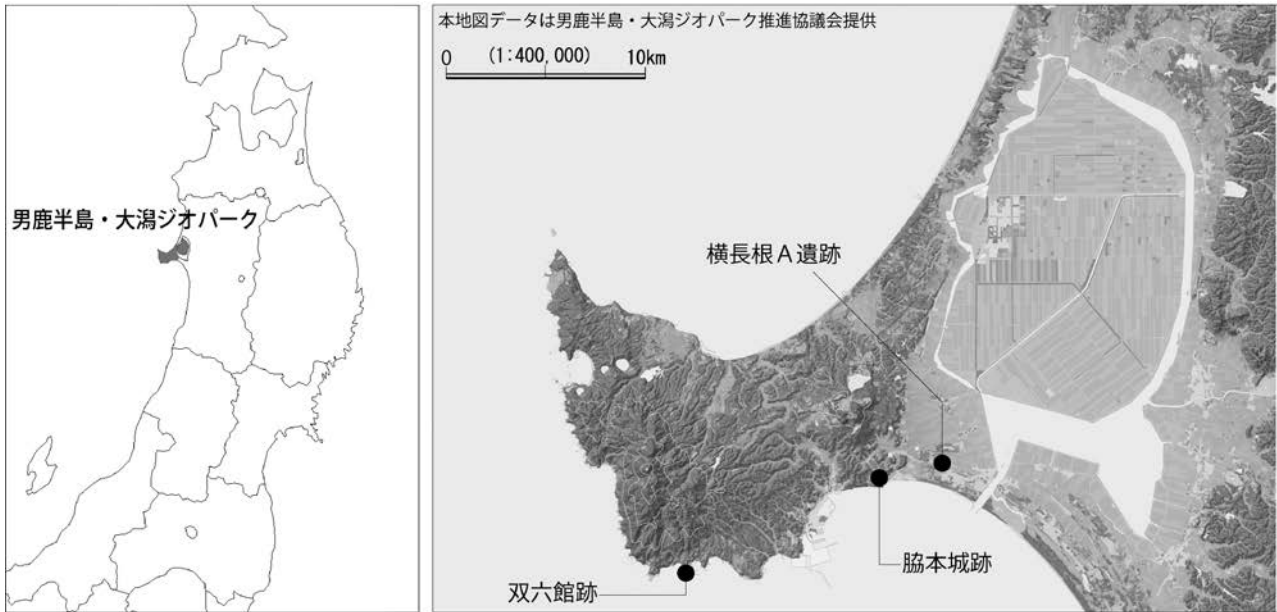 男鹿半島・大潟ジオパーク
本地図データは男鹿半島・大潟ジオパーク推進協議会提供
0 (1:400,000) 10km
横長根A遺跡
脇本城跡
双六館跡